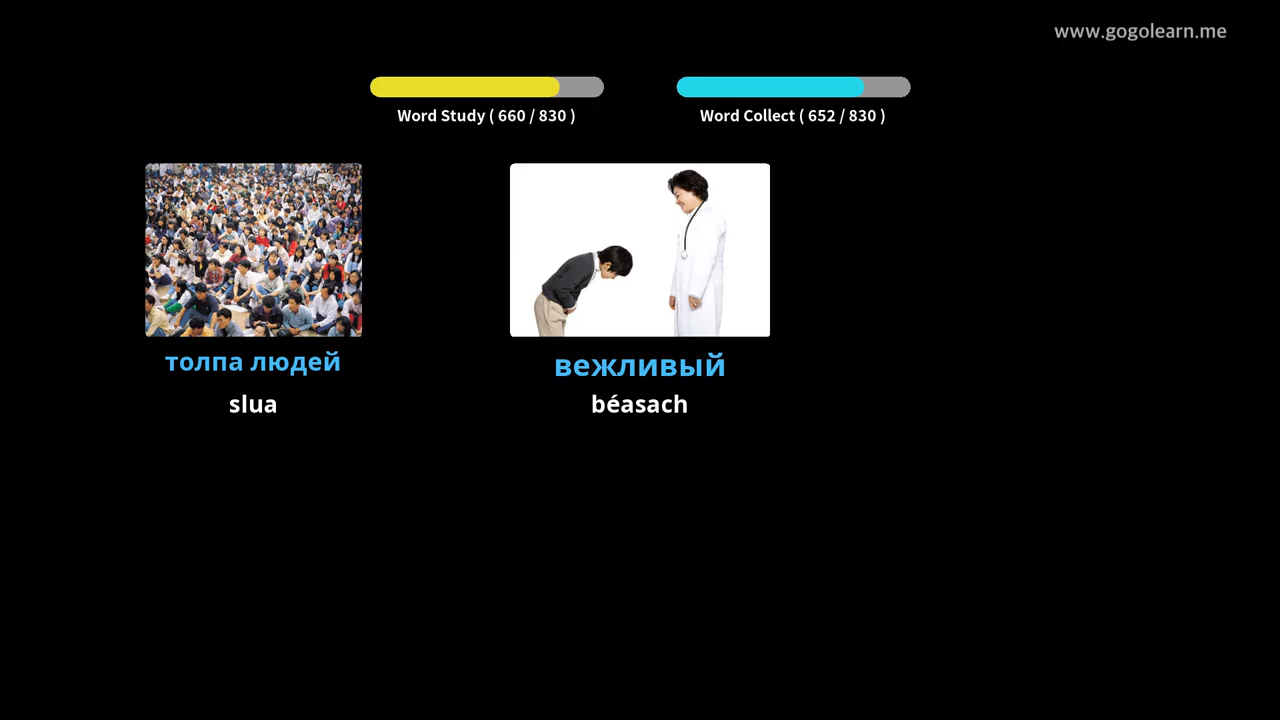 www.gogolearn.me
Word Study ( 660 / 830 )
Word Collect ( 652 / 830 )
толпа людей
slua
вежливый
béasach